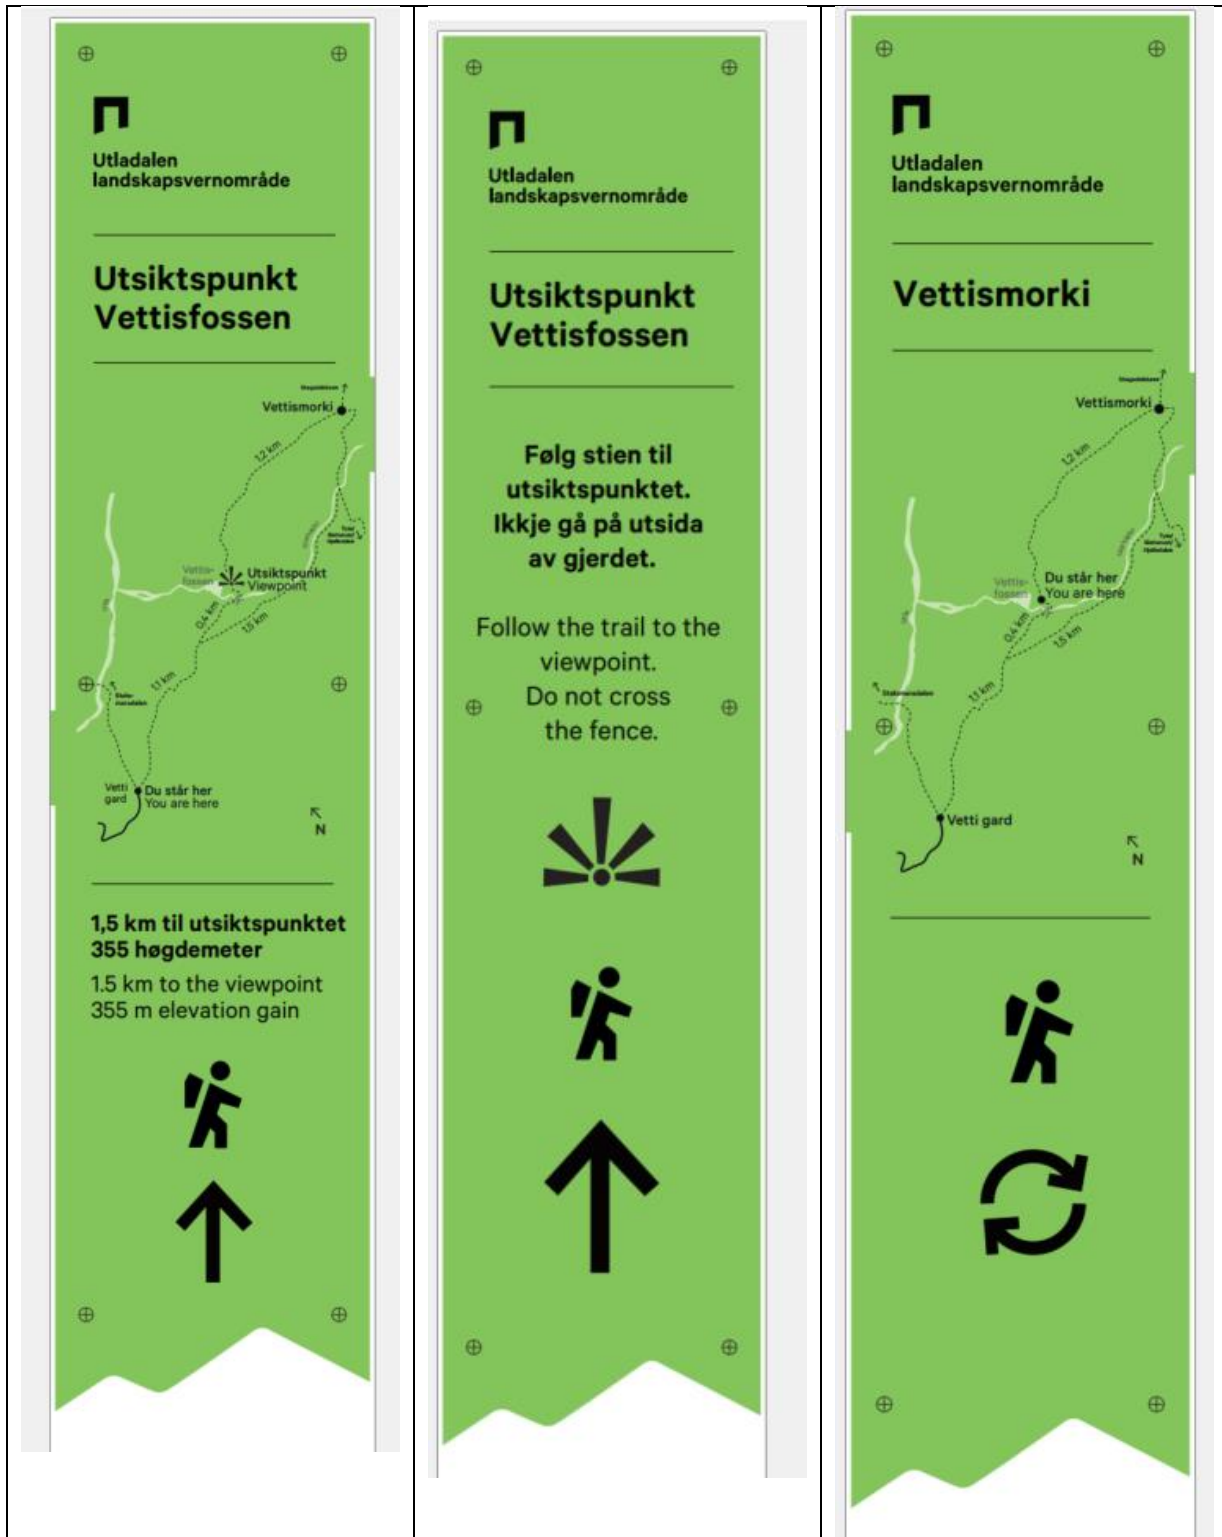 Utladalen
landskapsvernområde
Utsiktspunkt
Vettisfossen
Vettismorki
1,2 km
Vettis-
fossen
Utsiktspunkt
Viewpoint
0,4 km
1,5 km
1,1 km
Vetti
gard
Du står her
You are here
N
1,5 km til utsiktspunktet
355 høgdemeter
1.5 km to the viewpoint
355 m elevation gain
Utladalen
landskapsvernområde
Utsiktspunkt
Vettisfossen
Følg stien til
utsiktspunktet.
Ikkje gå på utsida
av gjerdet.
Follow the trail to the
viewpoint.
Do not cross
the fence.
Utladalen
landskapsvernområde
Vettismorki
Vettismorki
1,2 km
Vettis-
fossen
Du står her
You are here
0,4 km
1,5 km
1,1 km
Vetti gard
N